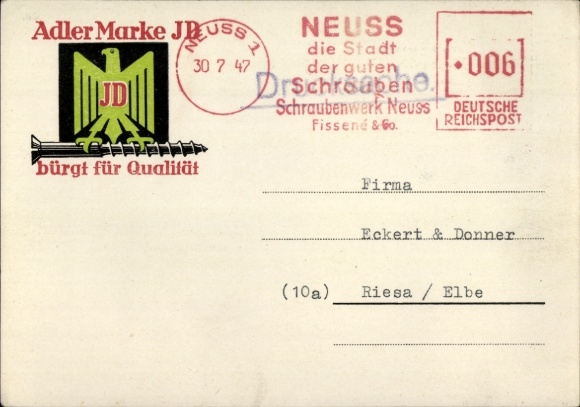 Adler Marke JD
JD
bürgt für Qualität
NEUSS 1
30 7 47
NEUSS
die Stadt
der guten
Schrauben
Schraubenwerk Neuss
Fissené & Co.
Drucksache.
006
DEUTSCHE
REICHSPOST
Firma
Eckert & Donner
(10a) Riesa / Elbe